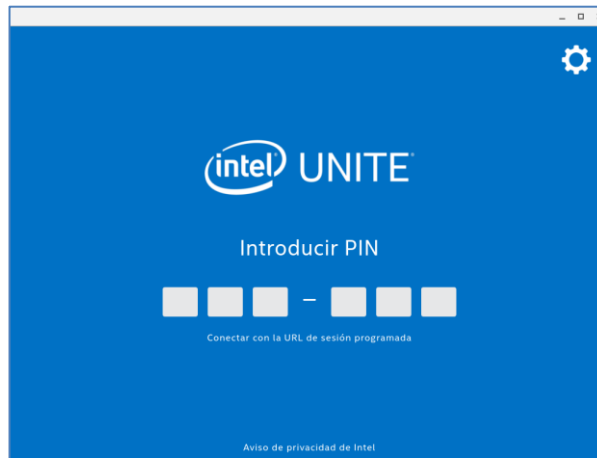 intel UNITE
Introducir PIN
–
Conectar con la URL de sesión programada
Aviso de privacidad de Intel